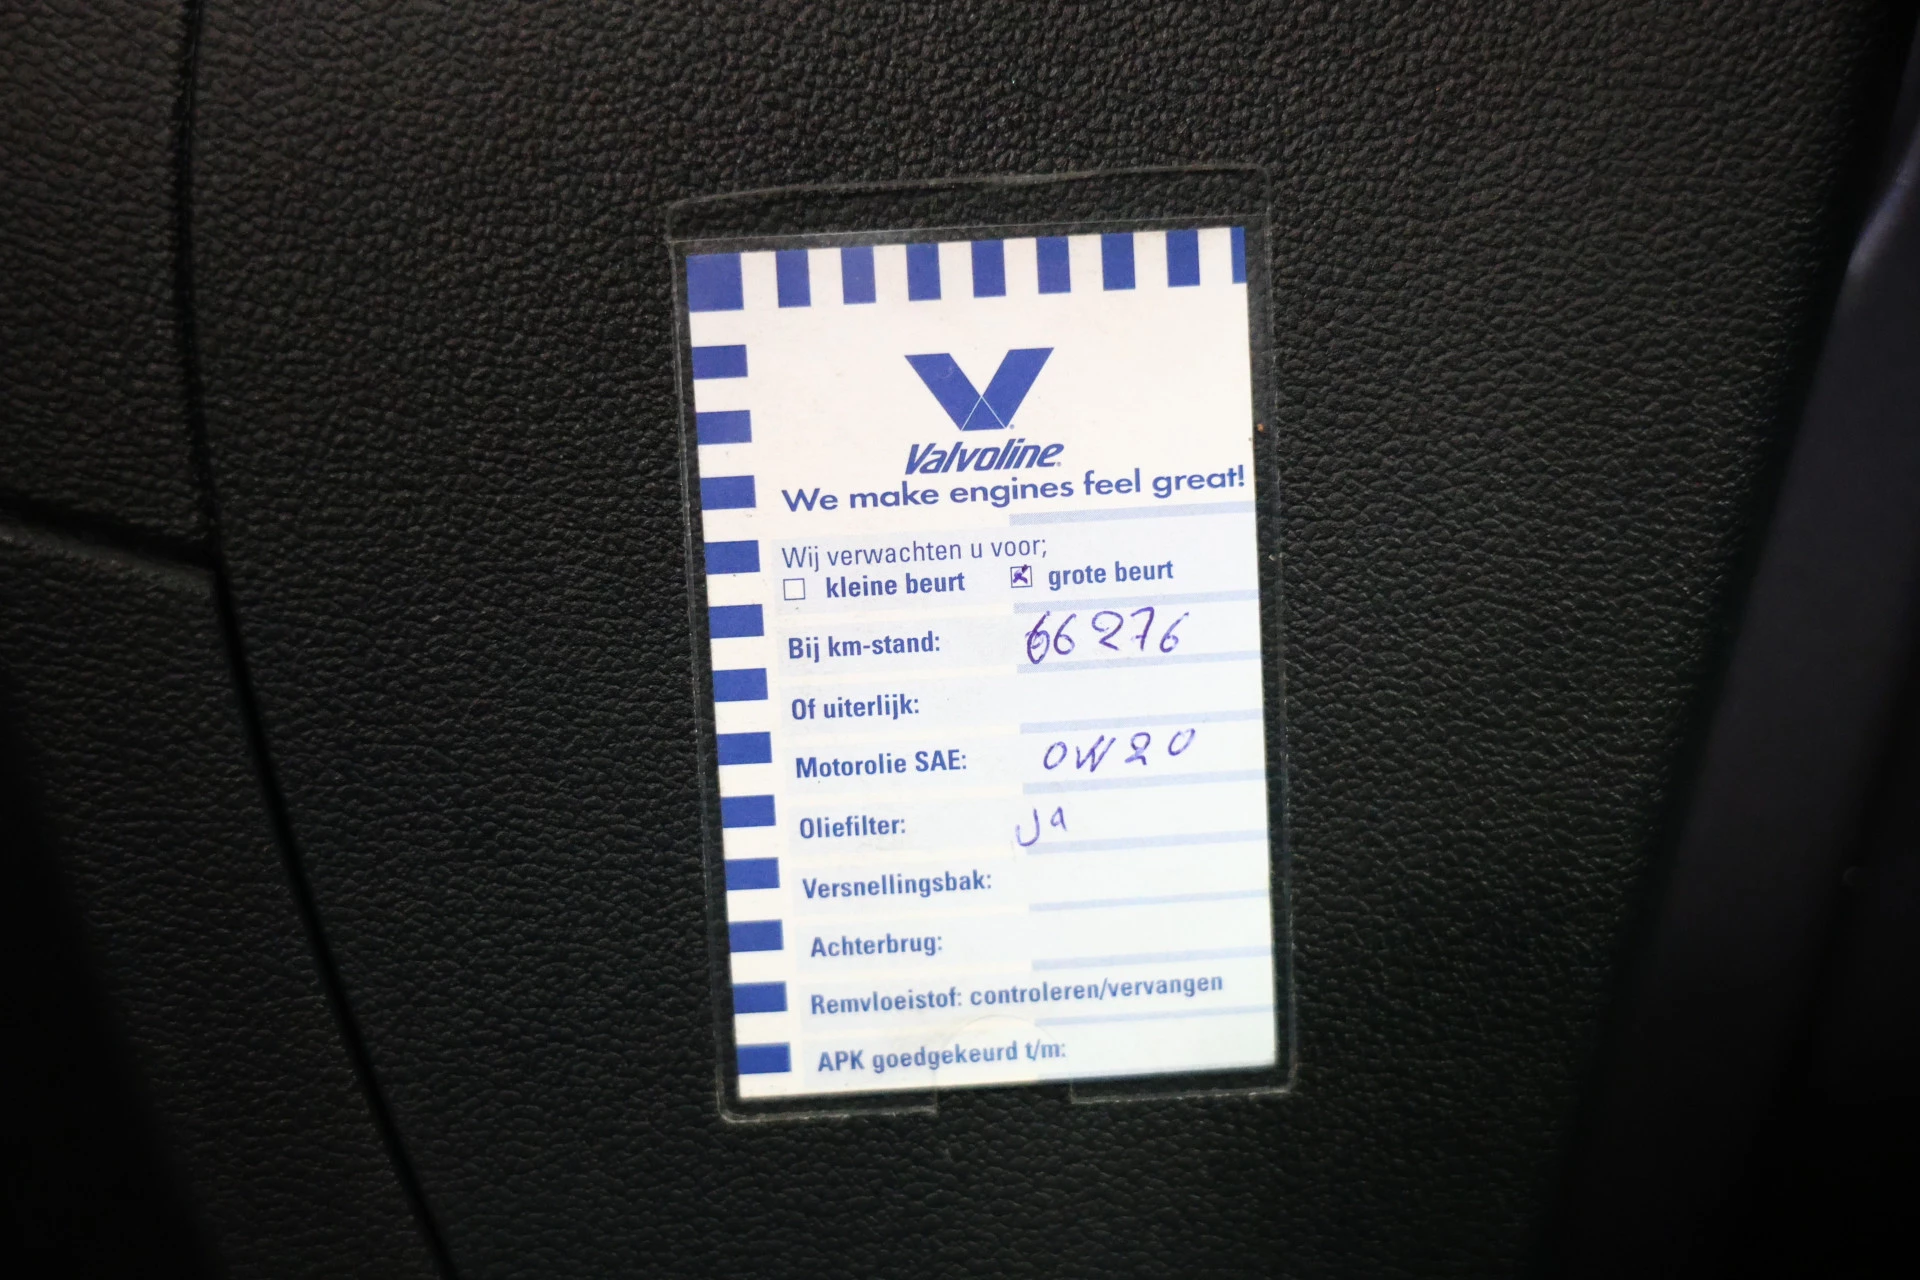 Valvoline
We make engines feel great!
Wij verwachten u voor;
kleine beurt grote beurt
Bij km-stand: 66276
Of uiterlijk:
Motorolie SAE: 0W20
Oliefilter: Ja
Versnellingsbak:
Achterbrug:
Remvloeistof: controleren/vervangen
APK goedgekeurd t/m: